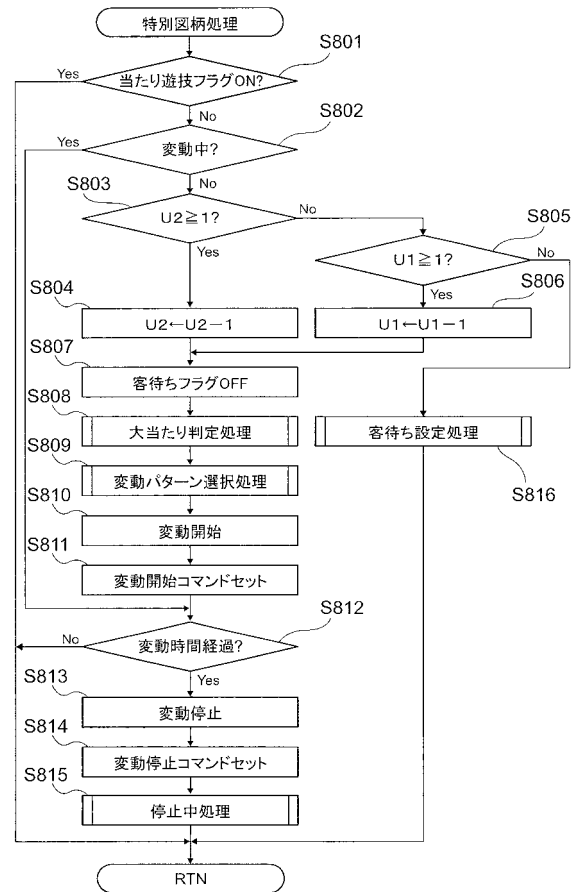 特別図柄処理
S801
当たり遊技フラグON?
Yes
No
S802
変動中?
Yes
No
S803
U2≧1?
No
Yes
S805
U1≧1?
No
Yes
S804
U2←U2-1
S806
U1←U1-1
S807
客待ちフラグOFF
S808
大当たり判定処理
客待ち設定処理
S816
S809
変動パターン選択処理
S810
変動開始
S811
変動開始コマンドセット
S812
変動時間経過?
No
Yes
S813
変動停止
S814
変動停止コマンドセット
S815
停止中処理
RTN